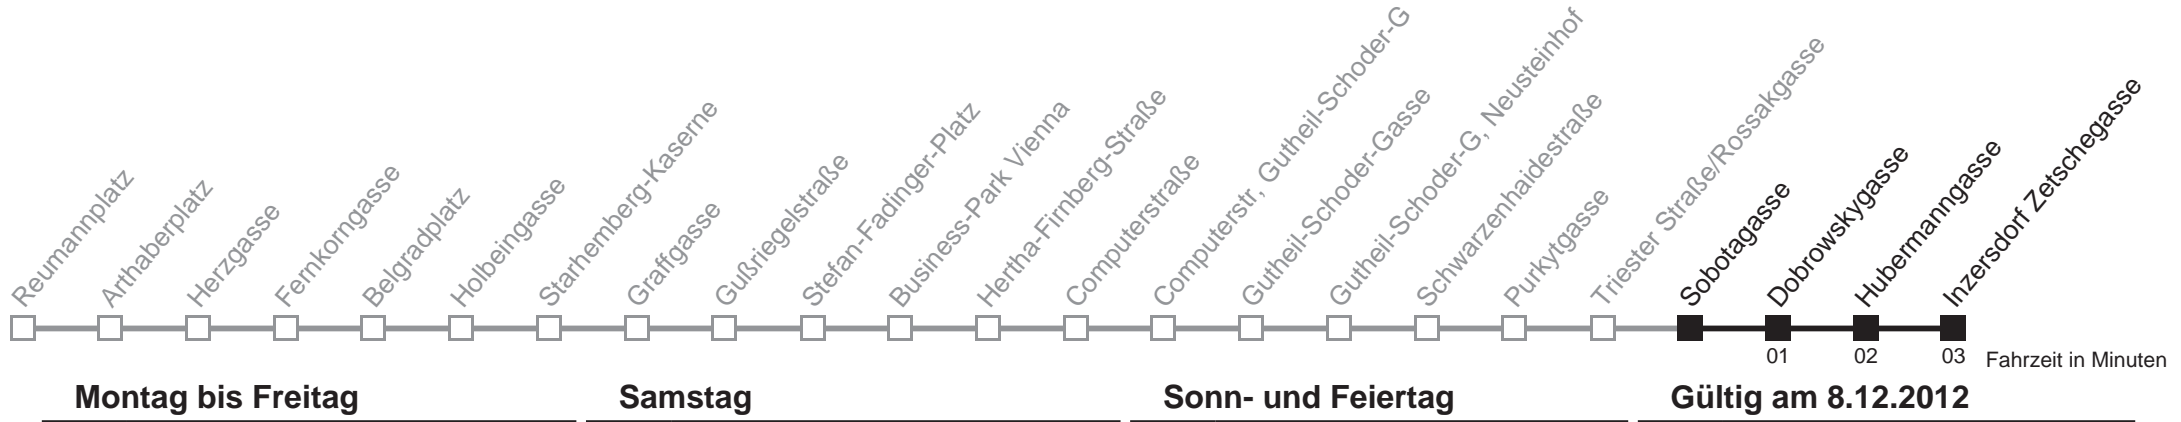 Reumannplatz
Arthaberplatz
Herzgasse
Fernkorngasse
Belgradplatz
Holbeingasse
Starhemberg-Kaserne
Graffgasse
Gußriegelstraße
Stefan-Fadinger-Platz
Business-Park Vienna
Hertha-Firnberg-Straße
Computerstraße
Computerstr, Gutheil-Schoder-G
Gutheil-Schoder-Gasse
Gutheil-Schoder-G, Neusteinhof
Schwarzenhaidestraße
Purkytgasse
Triester Straße/Rossakgasse
Sobotagasse
Dobrowskygasse
Hubermanngasse
Inzersdorf Zetschegasse
01 02 03 Fahrzeit in Minuten
Montag bis Freitag Samstag Sonn- und Feiertag Gültig am 8.12.2012